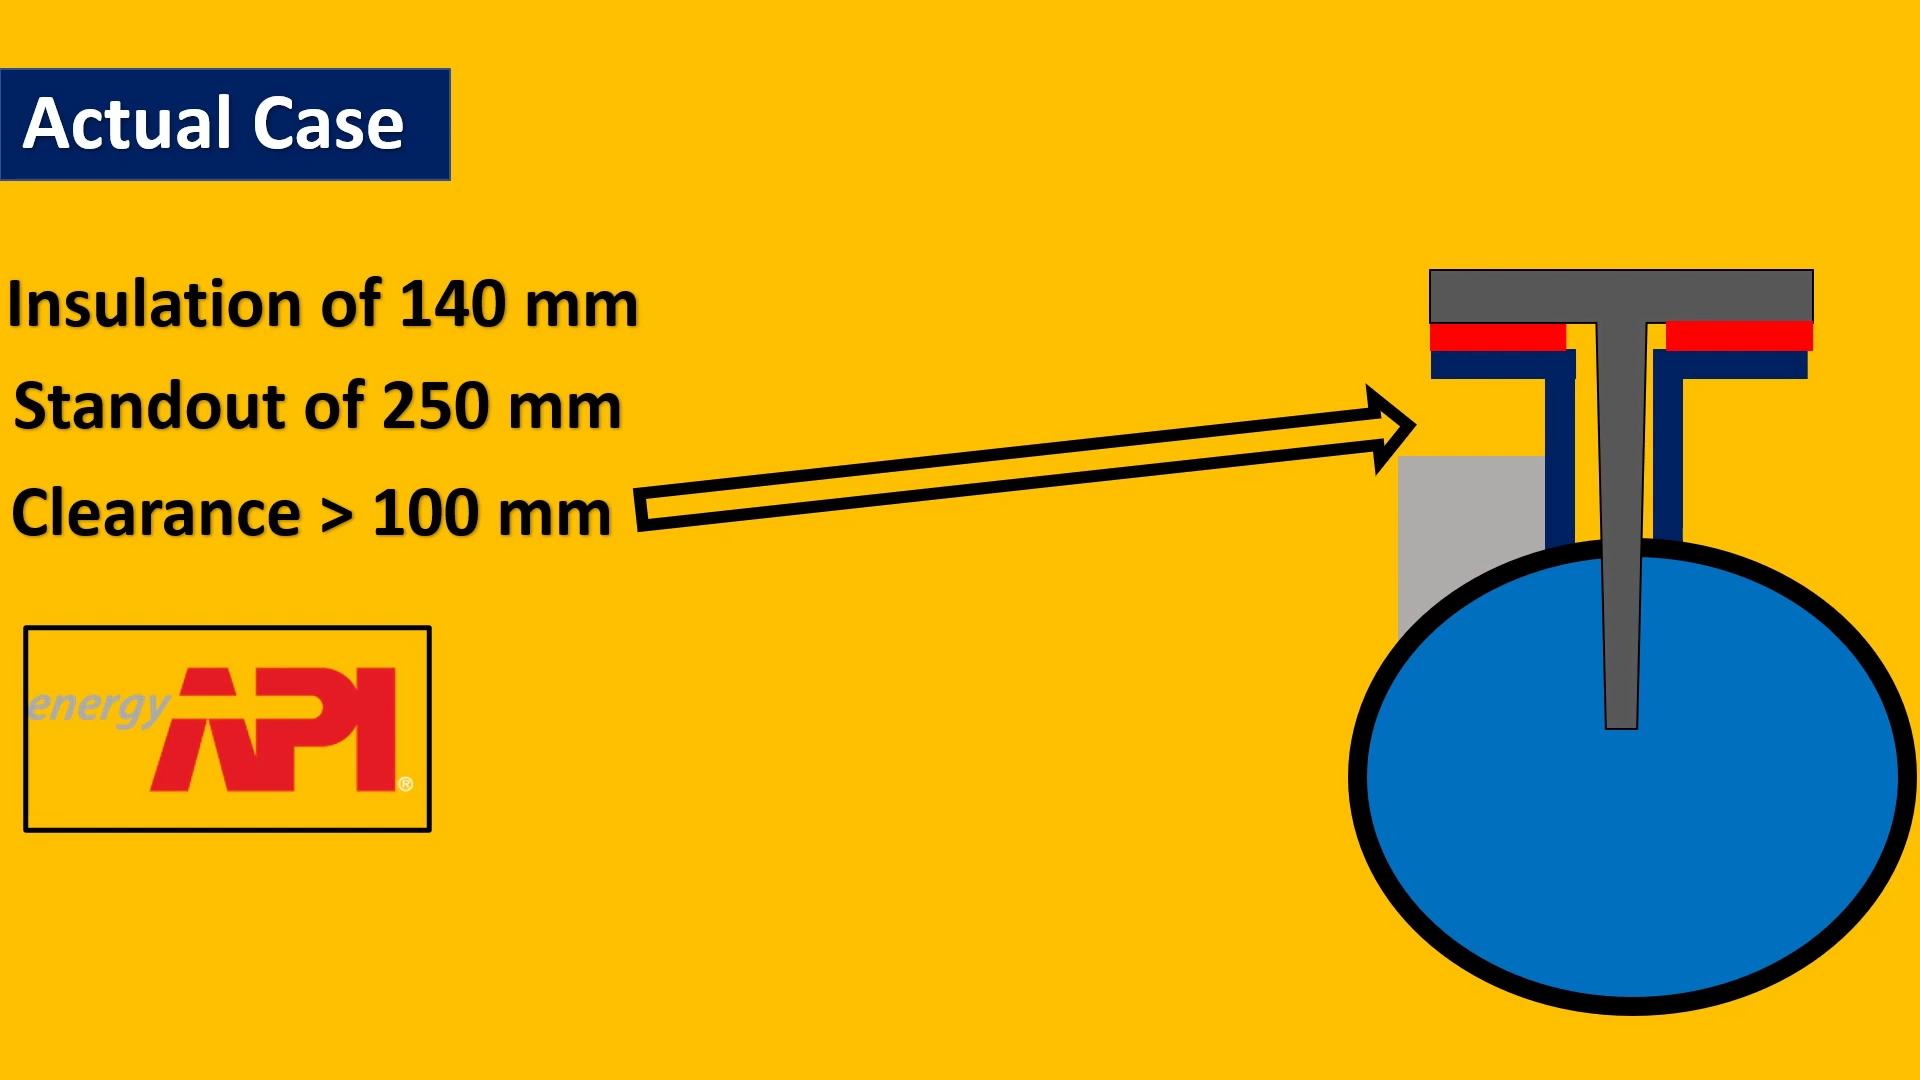 Actual Case
Insulation of 140 mm
Standout of 250 mm
Clearance > 100 mm
energy API®